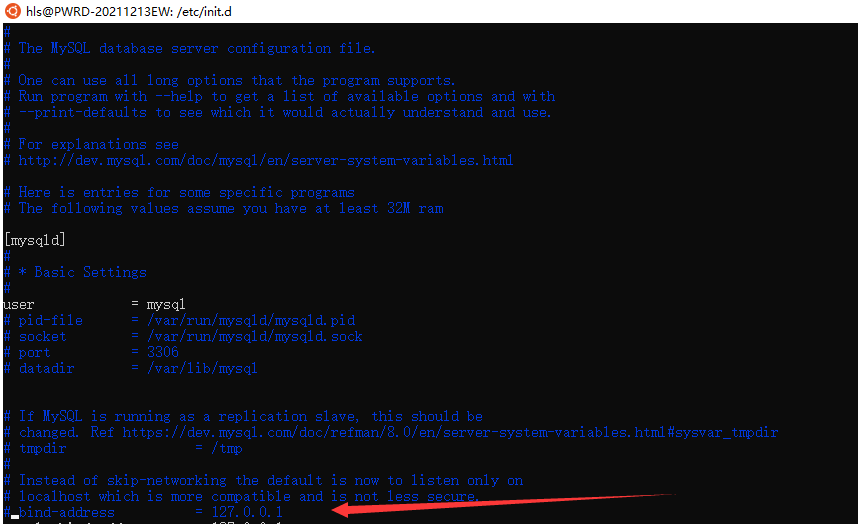 hls@PWRD-20211213EW: /etc/init.d
#
# The MySQL database server configuration file.
#
# One can use all long options that the program supports.
# Run program with --help to get a list of available options and with
# --print-defaults to see which it would actually understand and use.
#
# For explanations see
# http://dev.mysql.com/doc/mysql/en/server-system-variables.html
# Here is entries for some specific programs
# The following values assume you have at least 32M ram
[mysqld]
#
# * Basic Settings
#
user = mysql
# pid-file = /var/run/mysqld/mysqld.pid
# socket = /var/run/mysqld/mysqld.sock
# port = 3306
# datadir = /var/lib/mysql
# If MySQL is running as a replication slave, this should be
# changed. Ref https://dev.mysql.com/doc/refman/8.0/en/server-system-variables.html#sysvar_tmpdir
# tmpdir = /tmp
#
# Instead of skip-networking the default is now to listen only on
# localhost which is more compatible and is not less secure.
# bind-address = 127.0.0.1